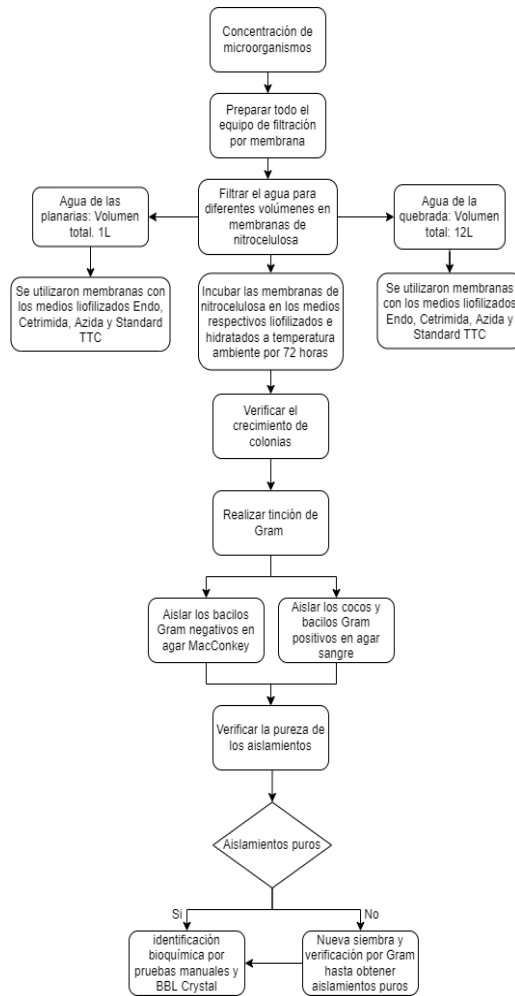 Concentración de
microorganismos
Preparar todo el
equipo de filtración
por membrana
Agua de las
planarias: Volumen
total. 1L
Filtrar el agua para
diferentes volúmenes en
membranas de
nitrocelulosa
Agua de la
quebrada: Volumen
total: 12L
Se utilizaron membranas con
los medios liofilizados Endo,
Cetrimida, Azida y Standard
TTC
Incubar las membranas de
nitrocelulosa en los medios
respectivos liofilizados e
hidratados a temperatura
ambiente por 72 horas
Se utilizaron membranas
con los medios liofilizados
Endo, Cetrimida, Azida y
Standard TTC
Verificar el
crecimiento de
colonias
Realizar tinción de
Gram
Aislar los bacilos
Gram negativos en
agar MacConkey
Aislar los cocos y
bacilos Gram
positivos en agar
sangre
Verificar la pureza de
los aislamientos
Aislamientos puros
Si
No
identificación
bioquímica por
pruebas manuales y
BBL Crystal
Nueva siembra y
verificación por Gram
hasta obtener
aislamientos puros